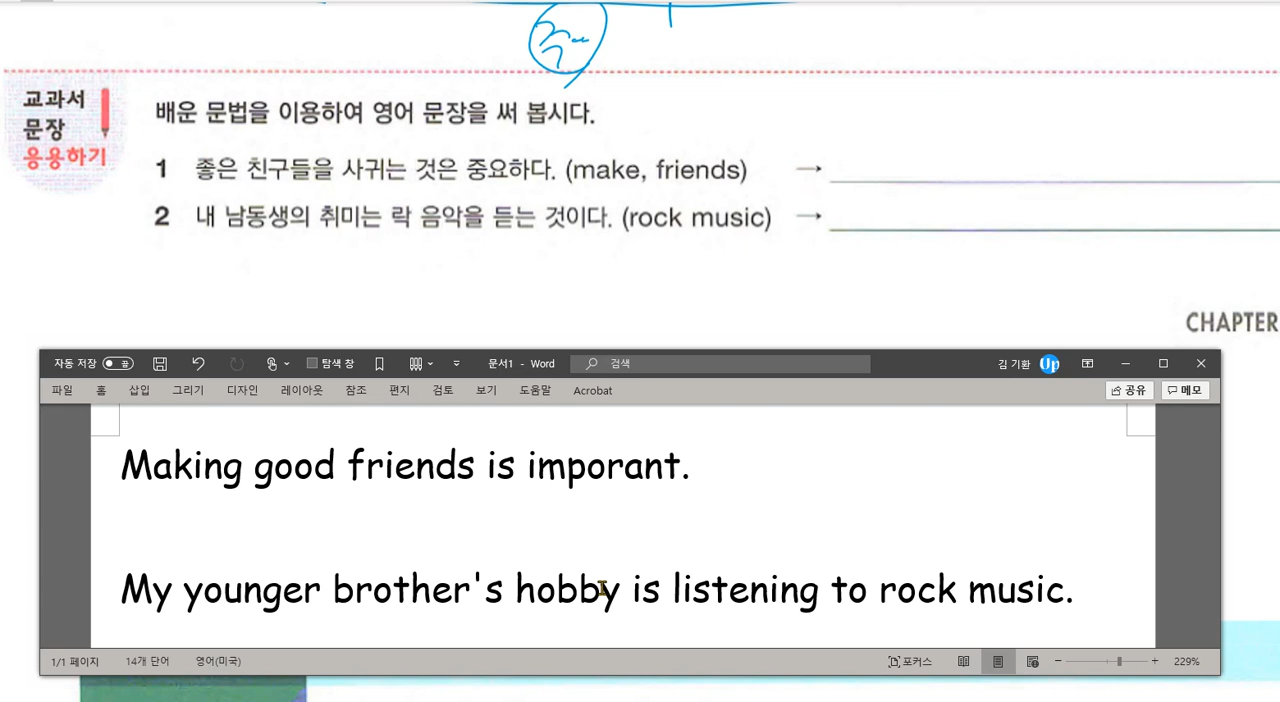 교과서
문장
응용하기
배운 문법을 이용하여 영어 문장을 써 봅시다.
1 좋은 친구들을 사귀는 것은 중요하다. (make, friends) →
2 내 남동생의 취미는 락 음악을 듣는 것이다. (rock music) →
CHAPTER
자동 저장 끔 탐색 창 문서1 - Word 검색 김 기환 Up
파일 홈 삽입 그리기 디자인 레이아웃 참조 편지 검토 보기 도움말 Acrobat 공유 메모
Making good friends is imporant.
My younger brother's hobby is listening to rock music.
1/1 페이지 14개 단어 영어(미국) 포커스 - + 229%